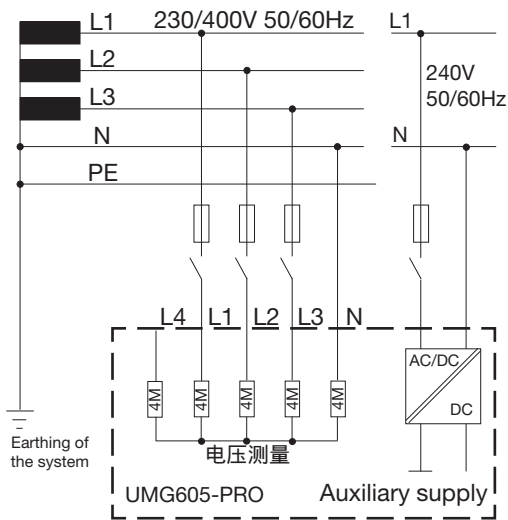 L1 230/400V 50/60Hz
L1
L2
240V
50/60Hz
L3
N
N
PE
L4 L1 L2 L3 N
AC/DC
DC
4M 4M 4M 4M 4M
Earthing of
the system
电压测量
UMG605-PRO
Auxiliary supply